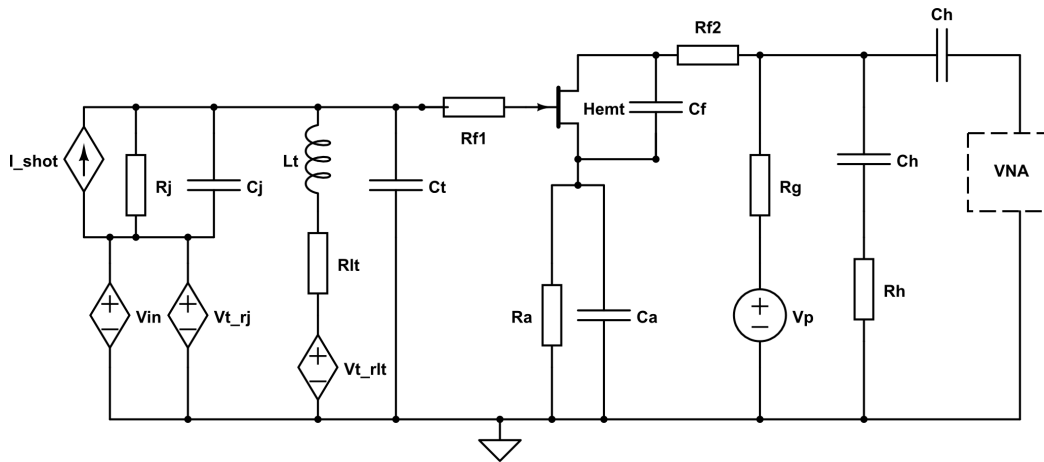 Ch
Rf2
Hemt
Cf
Rf1
I_shot
Rj
Cj
Lt
Ct
VNA
Rg
Ch
Rlt
Rh
Vin
Vt_rj
Ra
Ca
Vp
Vt_rlt